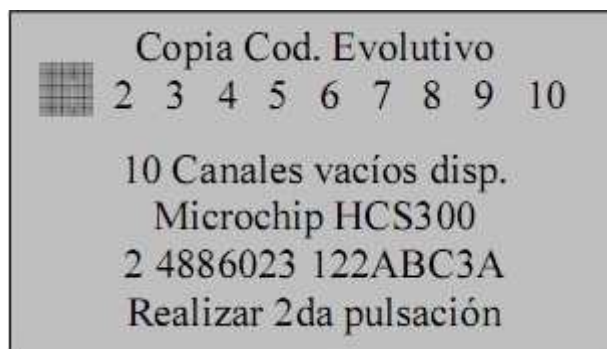 Copia Cod. Evolutivo
2 3 4 5 6 7 8 9 10
10 Canales vacíos disp.
Microchip HCS300
2 4886023 122ABC3A
Realizar 2da pulsación